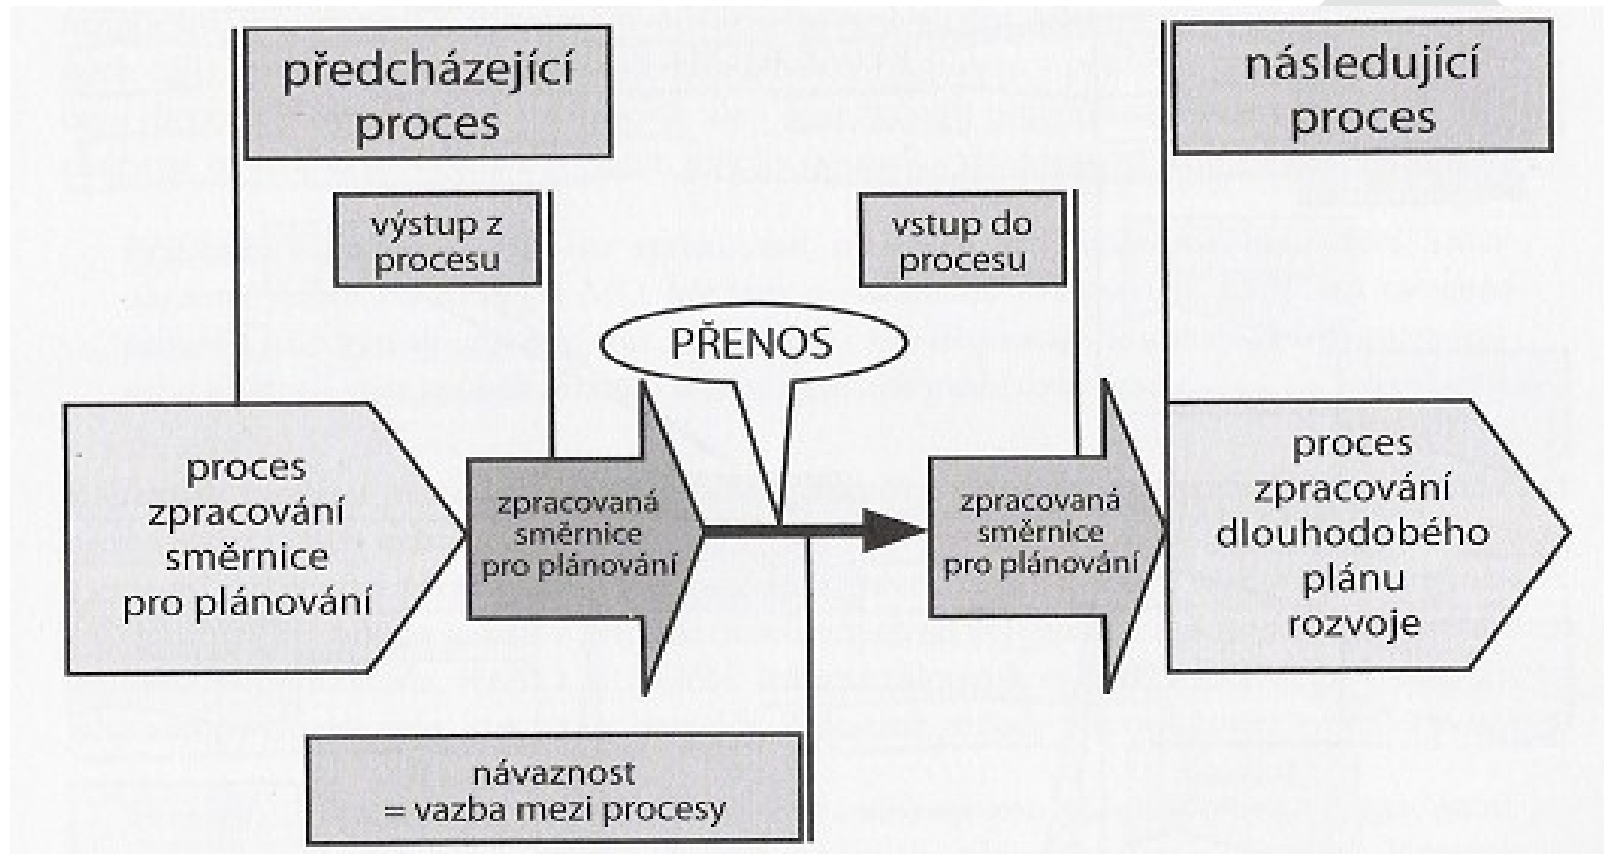 předcházející
proces
následující
proces
výstup z
procesu
vstup do
procesu
PŘENOS
proces
zpracování
směrnice
pro plánování
zpracovaná
směrnice
pro plánování
zpracovaná
směrnice
pro plánování
proces
zpracování
dlouhodobého
plánu
rozvoje
návaznost
= vazba mezi procesy